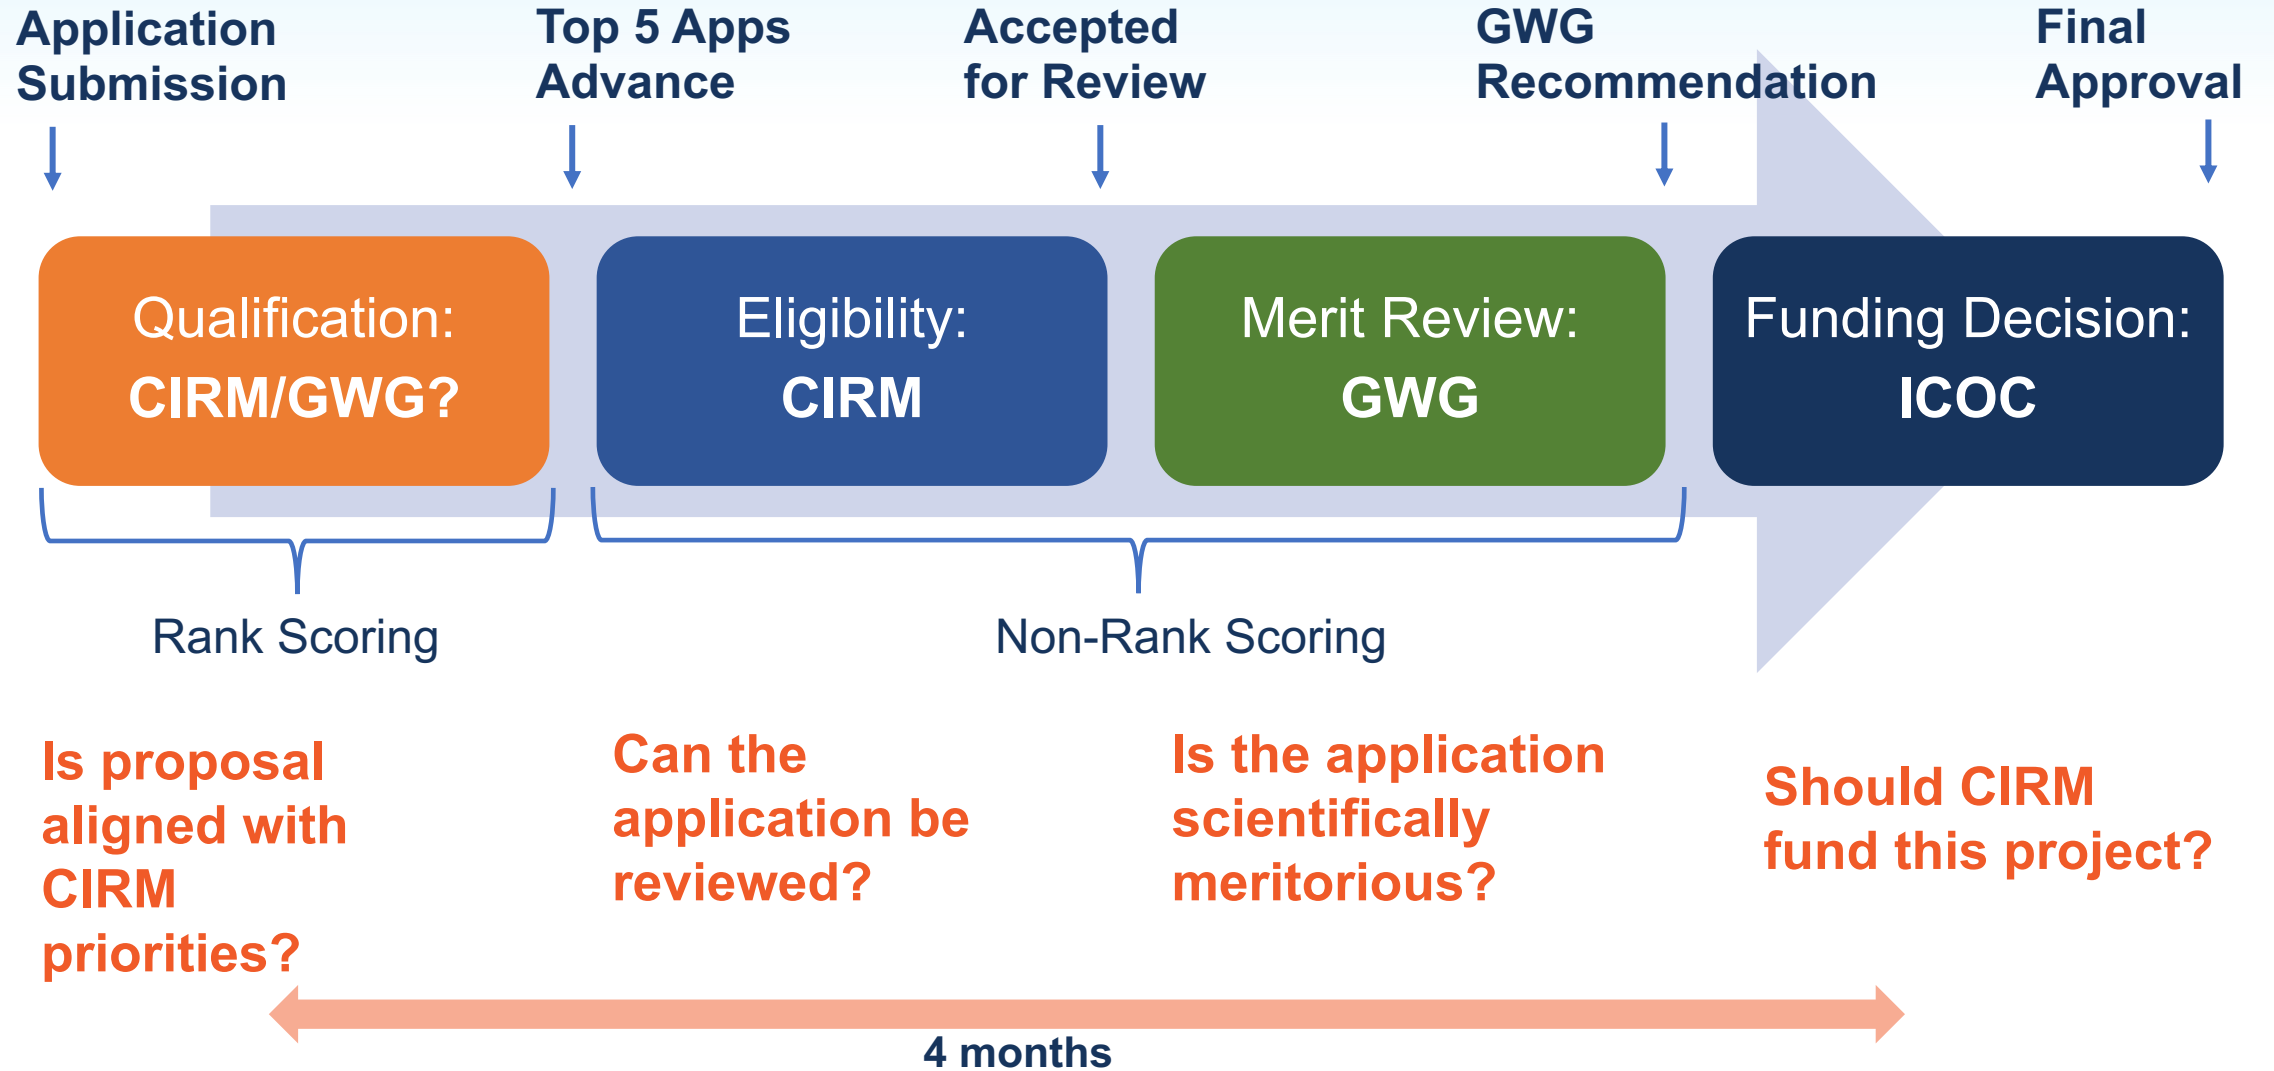 Application
Submission
Top 5 Apps
Advance
Accepted
for Review
GWG
Recommendation
Final
Approval
Qualification:
CIRM/GWG?
Eligibility:
CIRM
Merit Review:
GWG
Funding Decision:
ICOC
Rank Scoring
Non-Rank Scoring
Is proposal
aligned with
CIRM
priorities?
Can the
application be
reviewed?
Is the application
scientifically
meritorious?
Should CIRM
fund this project?
4 months